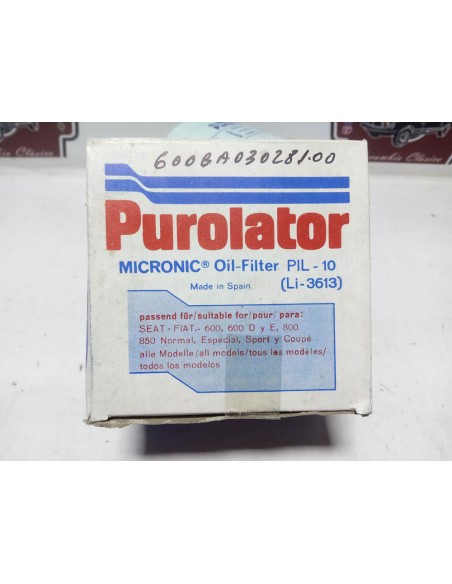 600BA030281.00
Purolator
MICRONIC® Oil-Filter PIL - 10
Made in Spain. (Li-3613)
passend für/suitable for/pour/ para:
SEAT - FIAT.- 600, 600 D y E, 800
850 Normal, Especial, Sport y Coupé
alle Modelle/all models/tous les modeles/
todos los modelos